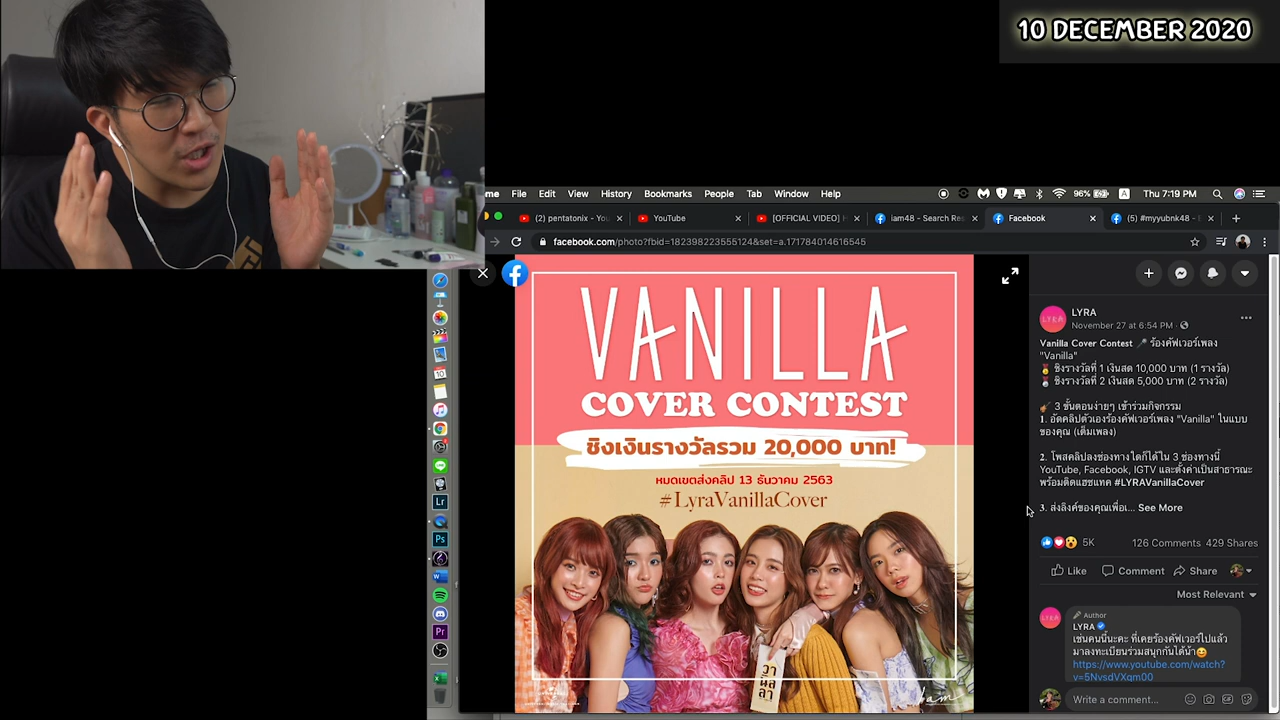 10 DECEMBER 2020
me File Edit View History Bookmarks People Tab Window Help 96% A Thu 7:19 PM
(2) pentatonix - You YouTube [OFFICIAL VIDEO] H iam48 - Search Res Facebook (5) #myyubnk48 -
facebook.com/photo?fbid=182398223555124&set=a.171784014616545
VANILLA
COVER CONTEST
ชิงเงินรางวัลรวม 20,000 บาท!
หมดเขตส่งคลิป 13 ธันวาคม 2563
#LyraVanillaCover
วา
นิล
ลา
LYRA
LYRA
November 27 at 6:54 PM ·
Vanilla Cover Contest 🎤 ร้องคัฟเวอร์เพลง
"Vanilla"
🥇 ชิงรางวัลที่ 1 เงินสด 10,000 บาท (1 รางวัล)
🥈 ชิงรางวัลที่ 2 เงินสด 5,000 บาท (2 รางวัล)
🎸 3 ขั้นตอนง่ายๆ เข้าร่วมกิจกรรม
1. อัดคลิปตัวเองร้องคัฟเวอร์เพลง "Vanilla" ในแบบ
ของคุณ (เต็มเพลง)
2. โพสคลิปลงช่องทางใดก็ได้ใน 3 ช่องทางนี้
YouTube, Facebook, IGTV และตั้งค่าเป็นสาธารณะ
พร้อมติดแฮชแทค #LYRAVanillaCover
3. ส่งลิงค์ของคุณเพื่อเ... See More
5K 126 Comments 429 Shares
Like Comment Share
Most Relevant
Author
LYRA
เช่นคนนี้นะคะ ที่เคยร้องคัฟเวอร์ไปแล้ว
มาลงทะเบียนร่วมสนุกกันได้น้า😄
https://www.youtube.com/watch?
v=5NvsdVXqm00
Write a comment...
Lr
Ps
W
Pr